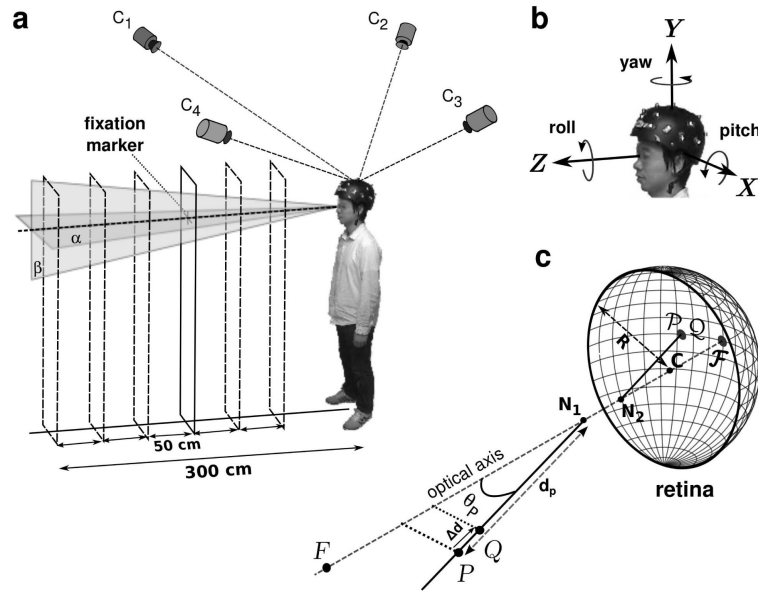 a
C1
C2
C3
C4
fixation
marker
α
β
50 cm
300 cm
b
Y
yaw
roll
pitch
Z
X
c
R
P Q
F
C
N1
N2
retina
optical axis
θP
dp
Δd
F
P
Q